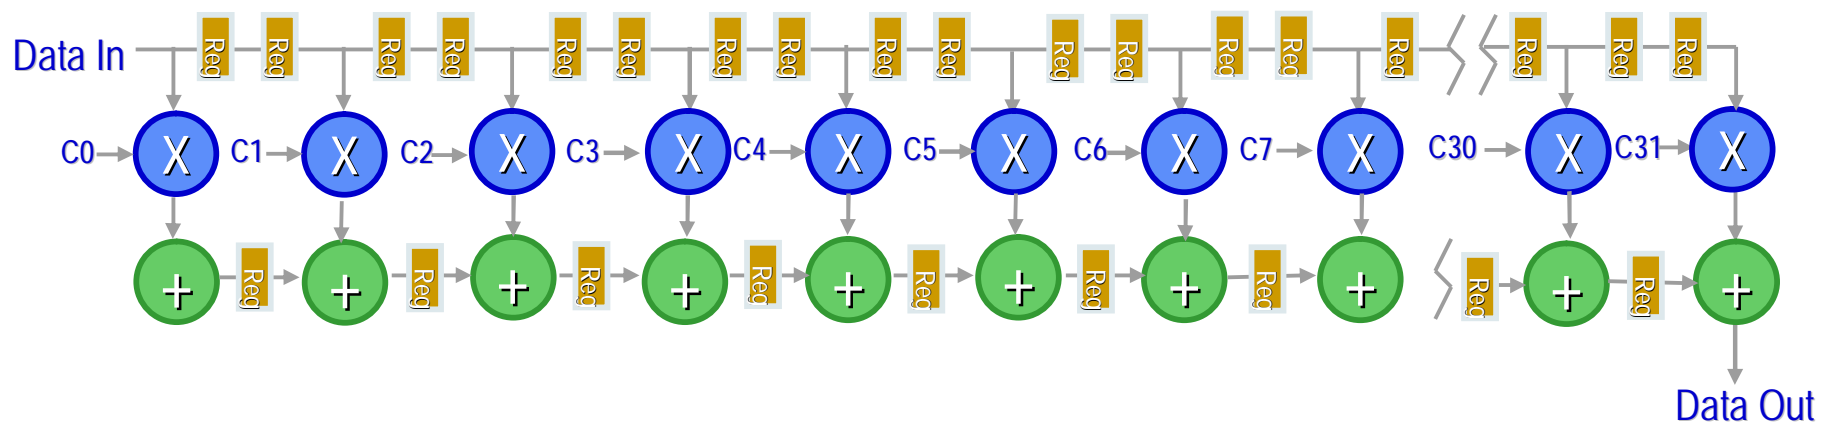 Reg Reg Reg Reg Reg Reg Reg Reg Reg Reg Reg Reg Reg Reg Reg Reg Reg Reg
Data In
C0 X C1 X C2 X C3 X C4 X C5 X C6 X C7 X C30 X C31 X
+ Reg + Reg + Reg + Reg + Reg + Reg + Reg + Reg + Reg +
Data Out